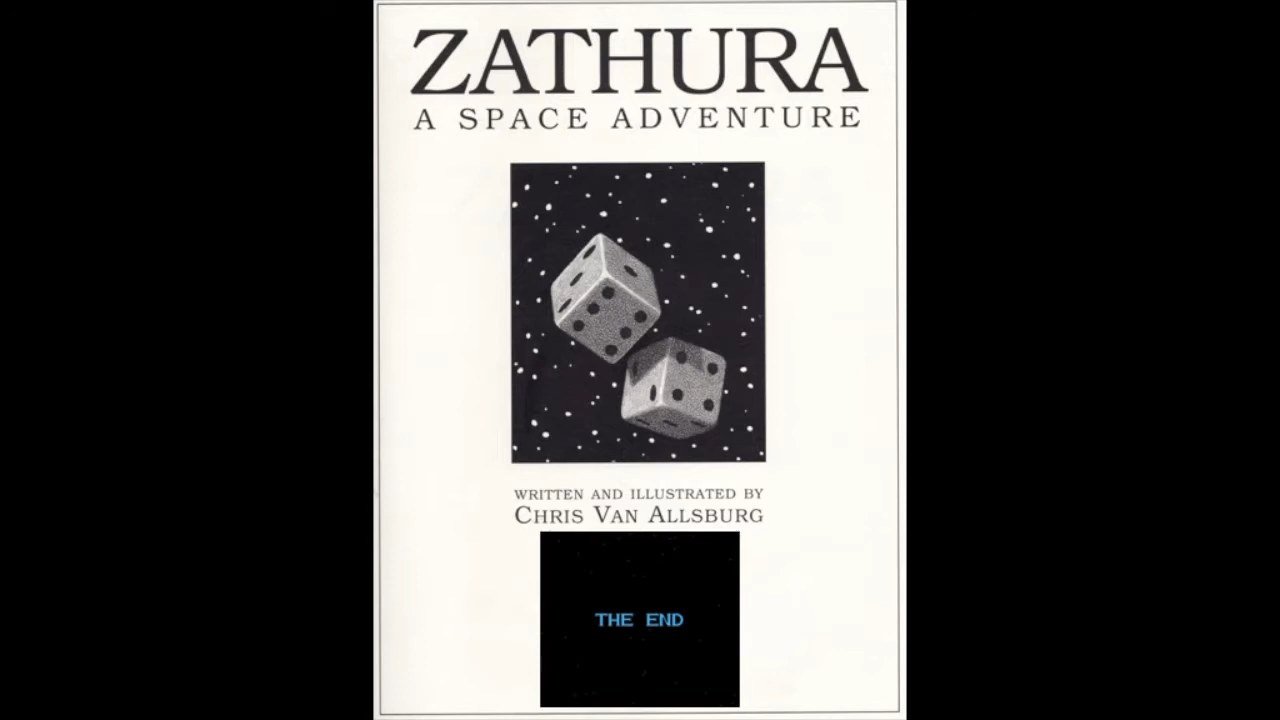 ZATHURA
A SPACE ADVENTURE
WRITTEN AND ILLUSTRATED BY
CHRIS VAN ALLSBURG
THE END